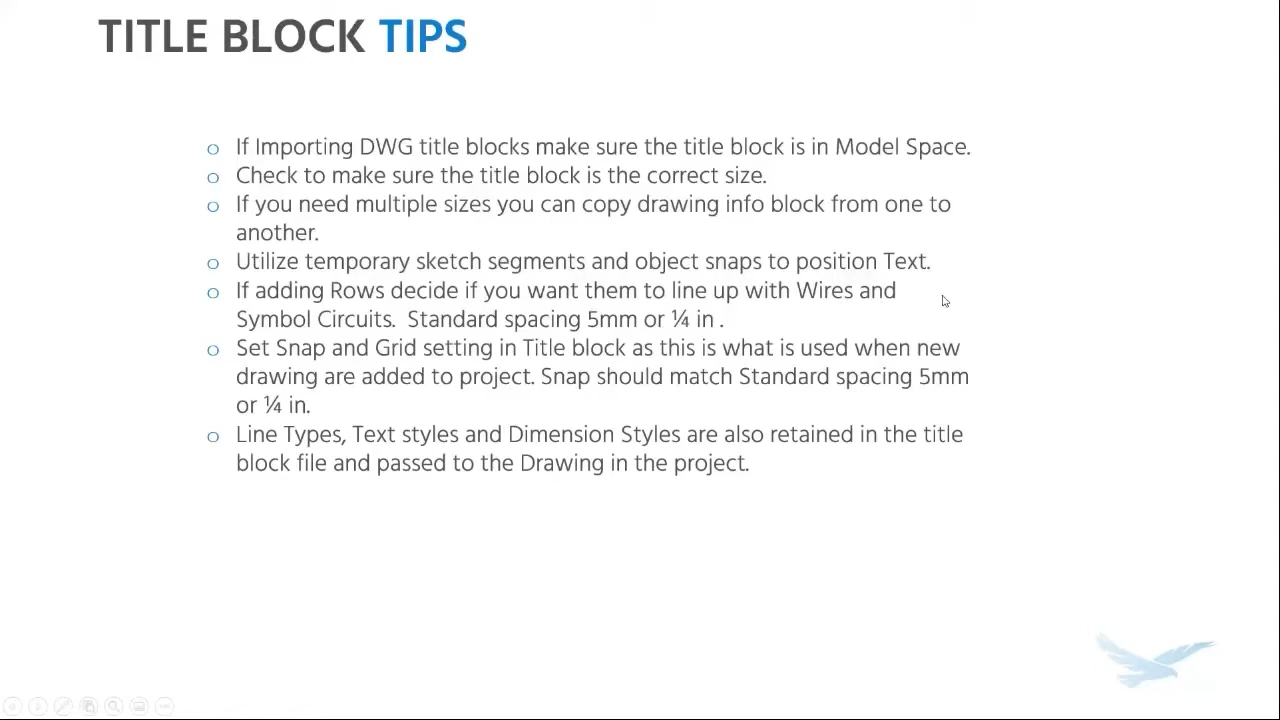 TITLE BLOCK TIPS
o If Importing DWG title blocks make sure the title block is in Model Space.
o Check to make sure the title block is the correct size.
o If you need multiple sizes you can copy drawing info block from one to
another.
o Utilize temporary sketch segments and object snaps to position Text.
o If adding Rows decide if you want them to line up with Wires and
Symbol Circuits.  Standard spacing 5mm or ¼ in .
o Set Snap and Grid setting in Title block as this is what is used when new
drawing are added to project. Snap should match Standard spacing 5mm
or ¼ in.
o Line Types, Text styles and Dimension Styles are also retained in the title
block file and passed to the Drawing in the project.